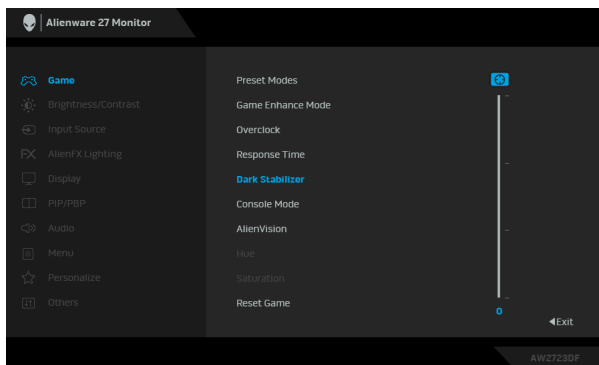 Alienware 27 Monitor
Game
Brightness/Contrast
Input Source
AlienFX Lighting
Display
PIP/PBP
Audio
Menu
Personalize
Others
Preset Modes
Game Enhance Mode
Overclock
Response Time
Dark Stabilizer
Console Mode
AlienVision
Hue
Saturation
Reset Game
0
Exit
AW2723DF